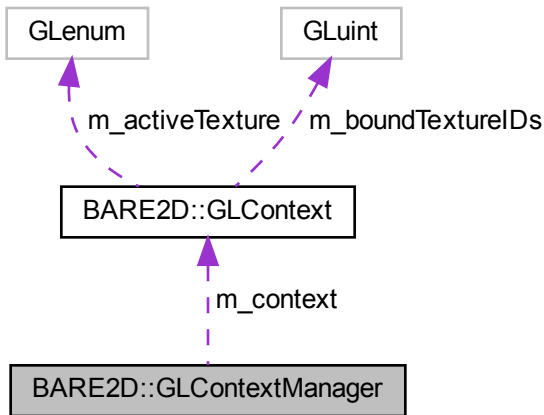 GLenum
GLuint
m_activeTexture
m_boundTextureIDs
BARE2D::GLContext
m_context
BARE2D::GLContextManager